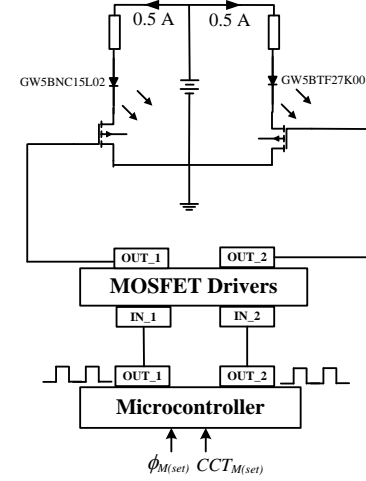 0.5 A 0.5 A
GW5BNC15L02 GW5BTF27K00
OUT_1 OUT_2
MOSFET Drivers
IN_1 IN_2
OUT_1 OUT_2
Microcontroller
ϕM(set) CCTM(set)